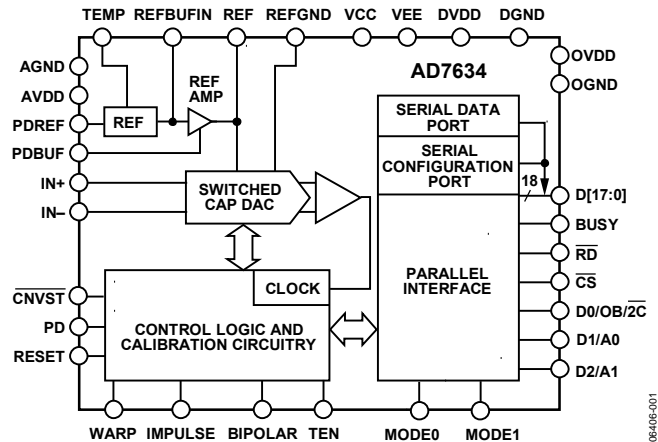 TEMP REFBUFIN REF REFGND VCC VEE DVDD DGND
OVDD
OGND
AGND
AVDD
PDREF
PDBUF
IN+
IN–
CNVST
PD
RESET
REF
AMP
REF
SWITCHED
CAP DAC
CLOCK
CONTROL LOGIC AND
CALIBRATION CIRCUITRY
AD7634
SERIAL DATA
PORT
SERIAL
CONFIGURATION
PORT
18
PARALLEL
INTERFACE
D[17:0]
BUSY
RD
CS
D0/OB/2C
D1/A0
D2/A1
WARP IMPULSE BIPOLAR TEN MODE0 MODE1
06406-001